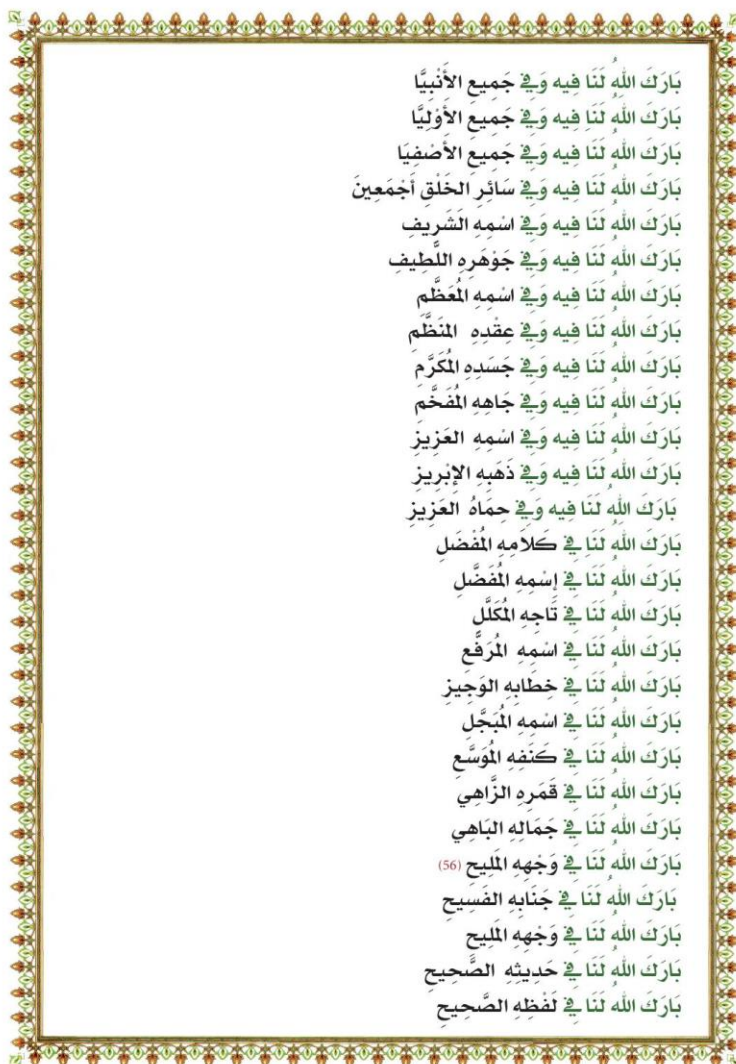 بَارَكَ اللهُ لَنَا فِيه وَفِي جَمِيعِ الأَنْبِيَّا
بَارَكَ اللهُ لَنَا فِيه وَفِي جَمِيعِ الأَوْلِيَّا
بَارَكَ اللهُ لَنَا فِيه وَفِي جَمِيعِ الأَصْفِيَا
بَارَكَ اللهُ لَنَا فِيه وَفِي سَائِرِ الخَلْقِ أَجْمَعِينَ
بَارَكَ اللهُ لَنَا فِيه وَفِي اسْمِهِ الشَرِيفِ
بَارَكَ اللهُ لَنَا فِيه وَفِي جَوْهَرِهِ اللَّطِيفِ
بَارَكَ اللهُ لَنَا فِيه وَفِي اسْمِهِ المُعَظَّمِ
بَارَكَ اللهُ لَنَا فِيه وَفِي عِقْدِهِ المُنَظَّمِ
بَارَكَ اللهُ لَنَا فِيه وَفِي جَسَدِهِ المُكَرَّمِ
بَارَكَ اللهُ لَنَا فِيه وَفِي جَاهِهِ المُفَخَّمِ
بَارَكَ اللهُ لَنَا فِيه وَفِي اسْمِهِ العَزِيزِ
بَارَكَ اللهُ لَنَا فِيه وَفِي ذَهَبِهِ الإبْرِيزِ
بَارَكَ اللهُ لَنَا فِيه وَفِي حِمَاهُ العَزِيزِ
بَارَكَ اللهُ لَنَا فِي كَلاَمِهِ المُفْضَلِ
بَارَكَ اللهُ لَنَا فِي إسْمِهِ المُفَضَّلِ
بَارَكَ اللهُ لَنَا فِي تَاجِهِ المُكَلَّلِ
بَارَكَ اللهُ لَنَا فِي اسْمِهِ المُرَفَّعِ
بَارَكَ اللهُ لَنَا فِي خِطَابِهِ الوَجِيزِ
بَارَكَ اللهُ لَنَا فِي اسْمِهِ المُبَجَّلِ
بَارَكَ اللهُ لَنَا فِي كَنَفِهِ المُوَسَّعِ
بَارَكَ اللهُ لَنَا فِي قَمَرِهِ الزَّاهِي
بَارَكَ اللهُ لَنَا فِي جَمَالِهِ البَاهِي
بَارَكَ اللهُ لَنَا فِي وَجْهِهِ المَلِيحِ (56)
بَارَكَ اللهُ لَنَا فِي جَنَابِهِ الفَسِيحِ
بَارَكَ اللهُ لَنَا فِي وَجْهِهِ المَلِيحِ
بَارَكَ اللهُ لَنَا فِي حَدِيثِهِ الصَّحِيحِ
بَارَكَ اللهُ لَنَا فِي لَفْظِهِ الصَّحِيحِ